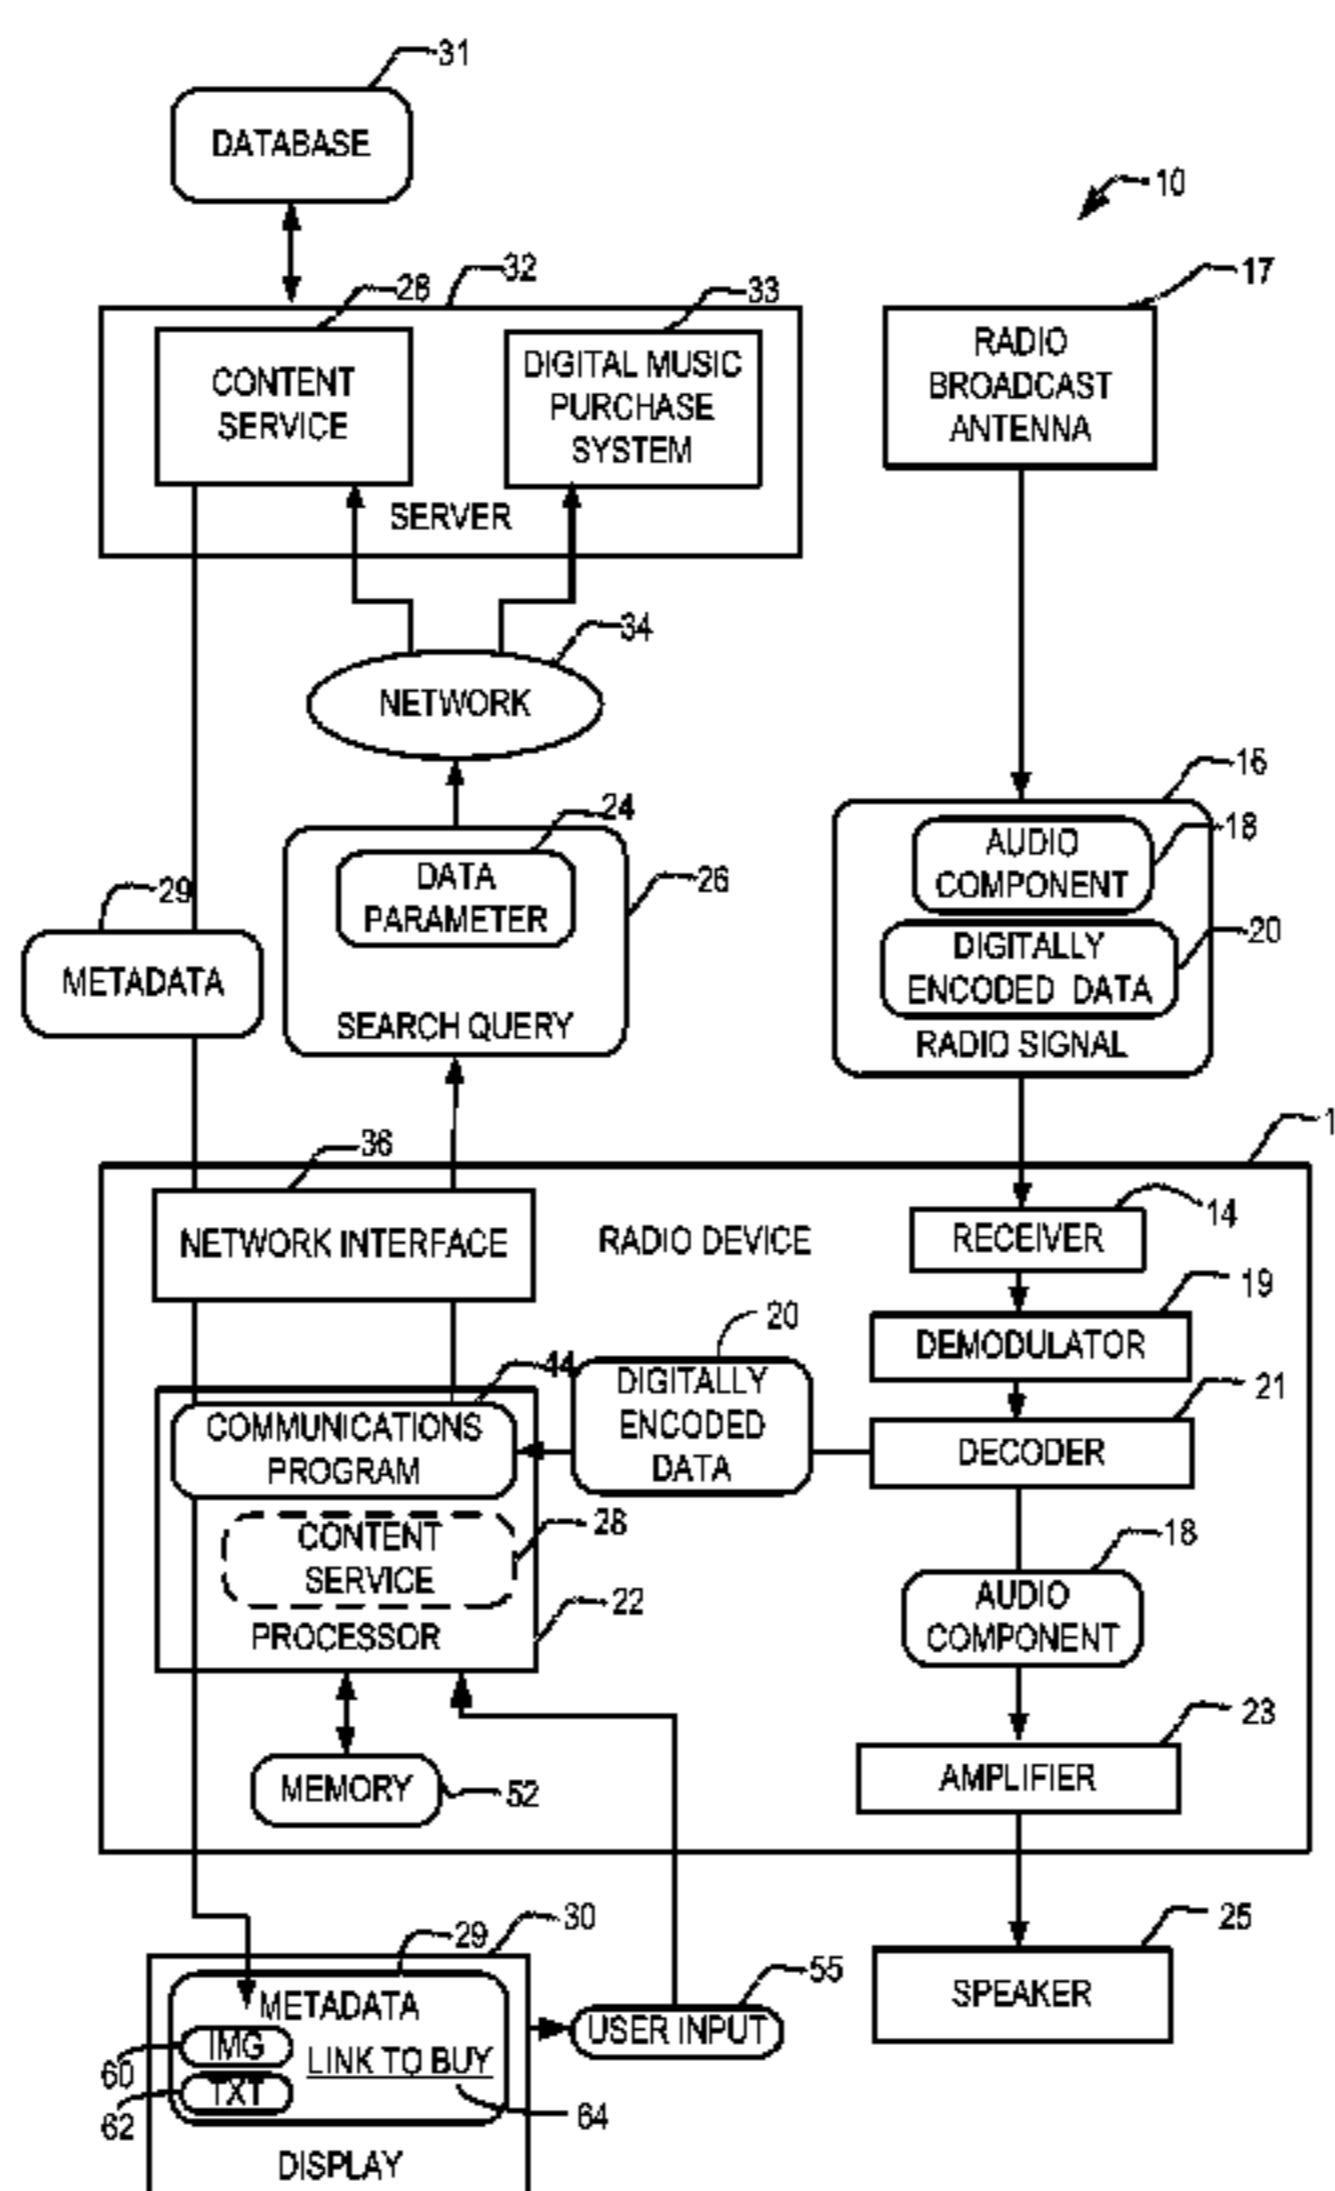 31
DATABASE
10
32
28
33
17
CONTENT
SERVICE
DIGITAL MUSIC
PURCHASE
SYSTEM
RADIO
BROADCAST
ANTENNA
SERVER
34
NETWORK
16
24
DATA
PARAMETER
26
AUDIO
COMPONENT
18
29
METADATA
DIGITALLY
ENCODED DATA
20
SEARCH QUERY
RADIO SIGNAL
1
36
NETWORK INTERFACE
RADIO DEVICE
RECEIVER
14
19
DEMODULATOR
20
44
DIGITALLY
ENCODED
DATA
21
COMMUNICATIONS
PROGRAM
DECODER
CONTENT
SERVICE
28
18
PROCESSOR
22
AUDIO
COMPONENT
23
MEMORY
52
AMPLIFIER
30
29
25
METADATA
55
SPEAKER
IMG
60
LINK TO BUY
USER INPUT
TXT
62
64
DISPLAY